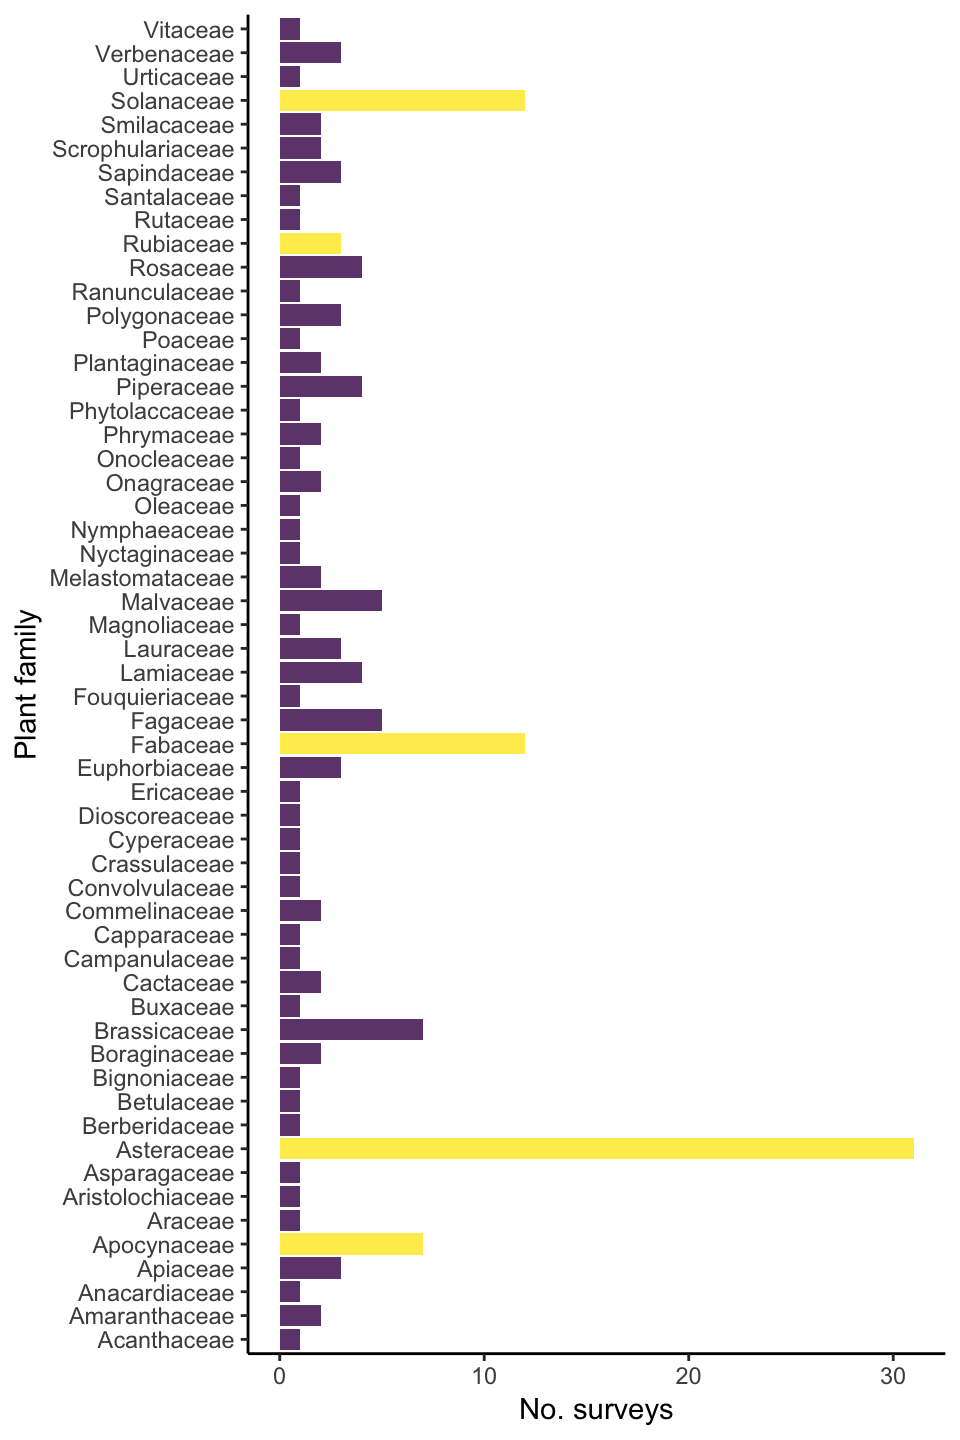 Vitaceae
Verbenaceae
Urticaceae
Solanaceae
Smilacaceae
Scrophulariaceae
Sapindaceae
Santalaceae
Rutaceae
Rubiaceae
Rosaceae
Ranunculaceae
Polygonaceae
Poaceae
Plantaginaceae
Piperaceae
Phytolaccaceae
Phrymaceae
Onocleaceae
Onagraceae
Oleaceae
Nymphaeaceae
Nyctaginaceae
Melastomataceae
Malvaceae
Magnoliaceae
Lauraceae
Lamiaceae
Fouquieriaceae
Fagaceae
Fabaceae
Euphorbiaceae
Ericaceae
Dioscoreaceae
Cyperaceae
Crassulaceae
Convolvulaceae
Commelinaceae
Capparaceae
Campanulaceae
Cactaceae
Buxaceae
Brassicaceae
Boraginaceae
Bignoniaceae
Betulaceae
Berberidaceae
Asteraceae
Asparagaceae
Aristolochiaceae
Araceae
Apocynaceae
Apiaceae
Anacardiaceae
Amaranthaceae
Acanthaceae
Plant family
0 10 20 30
No. surveys